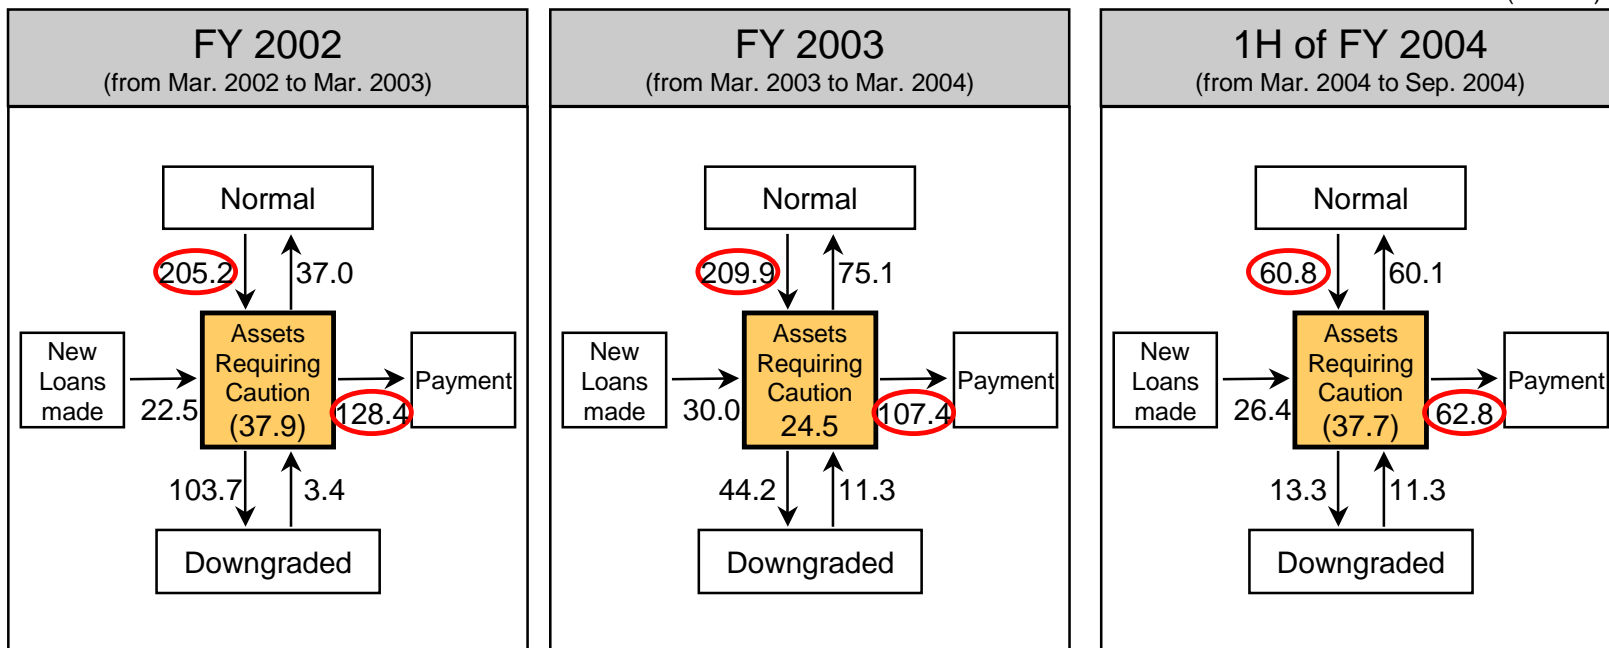 FY 2002
(from Mar. 2002 to Mar. 2003)
Normal
205.2
37.0
New
Loans
made
22.5
Assets
Requiring
Caution
(37.9)
128.4
Payment
103.7
3.4
Downgraded
FY 2003
(from Mar. 2003 to Mar. 2004)
Normal
209.9
75.1
New
Loans
made
30.0
Assets
Requiring
Caution
24.5
107.4
Payment
44.2
11.3
Downgraded
1H of FY 2004
(from Mar. 2004 to Sep. 2004)
Normal
60.8
60.1
New
Loans
made
26.4
Assets
Requiring
Caution
(37.7)
62.8
Payment
13.3
11.3
Downgraded